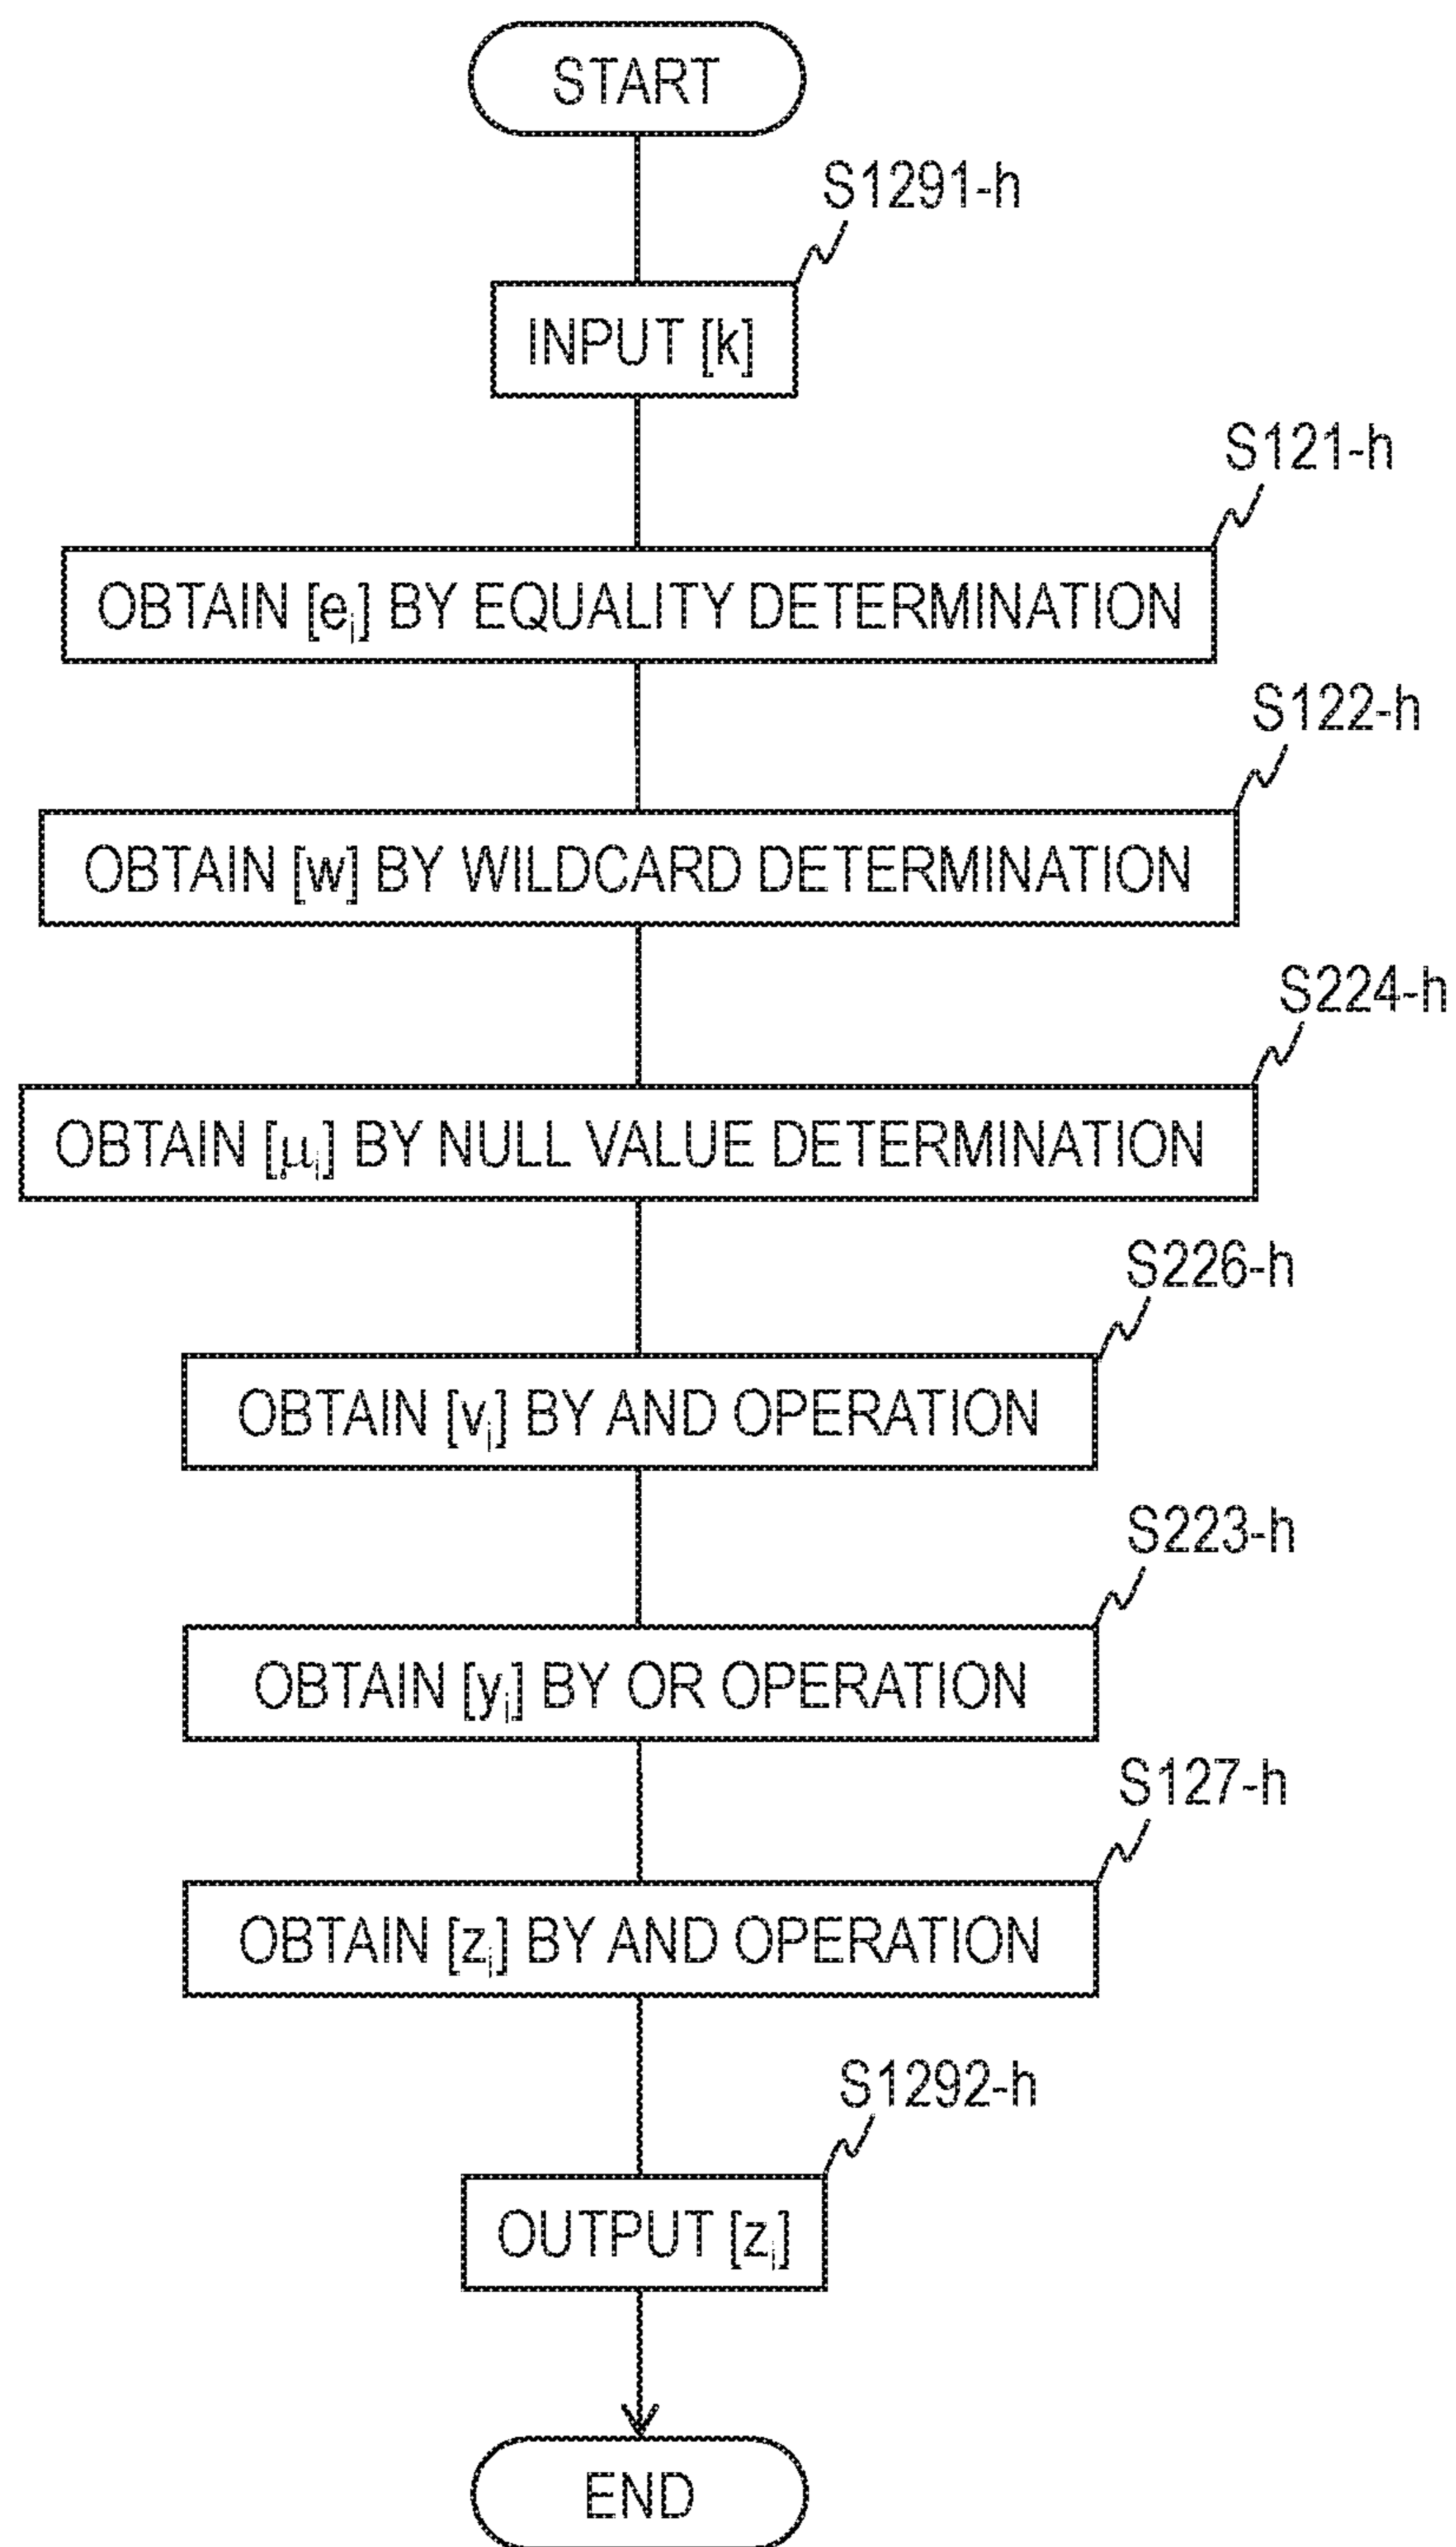 START
S1291-h
INPUT [k]
S121-h
OBTAIN [eᵢ] BY EQUALITY DETERMINATION
S122-h
OBTAIN [w] BY WILDCARD DETERMINATION
S224-h
OBTAIN [μᵢ] BY NULL VALUE DETERMINATION
S226-h
OBTAIN [vᵢ] BY AND OPERATION
S223-h
OBTAIN [yᵢ] BY OR OPERATION
S127-h
OBTAIN [zᵢ] BY AND OPERATION
S1292-h
OUTPUT [zᵢ]
END